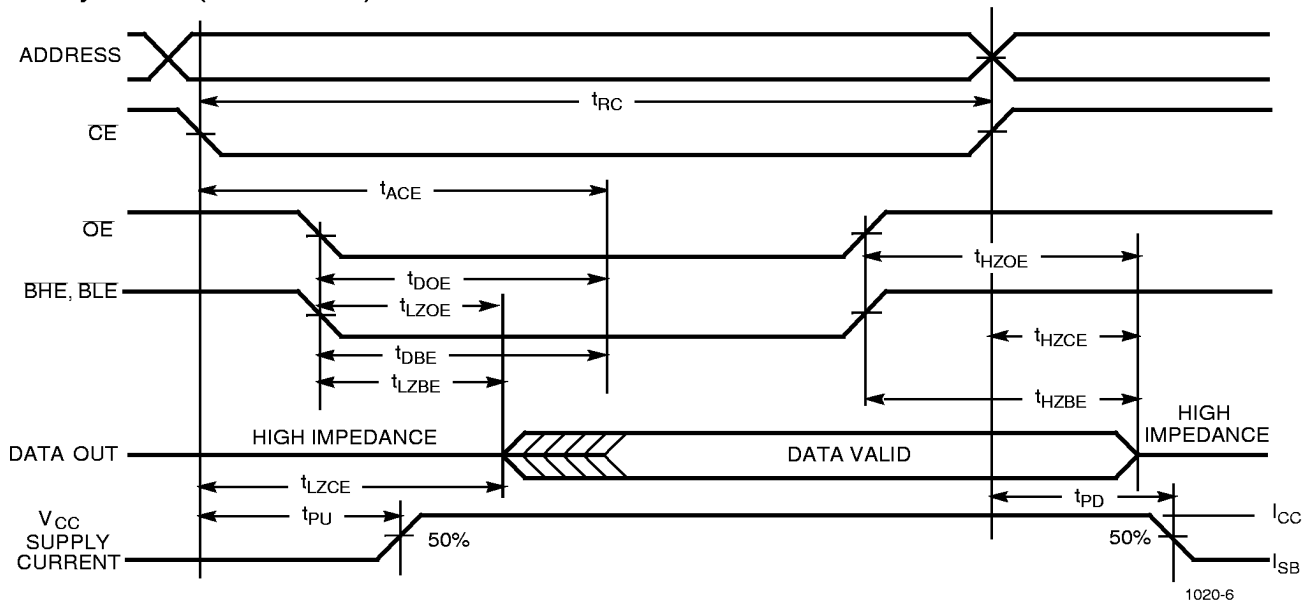 ADDRESS
tRC
CE
tACE
OE
tHZOE
tDOE
BHE, BLE
tLZOE
tHZCE
tDBE
tLZBE
tHZBE
HIGH IMPEDANCE
HIGH
IMPEDANCE
DATA OUT
DATA VALID
tLZCE
tPU
tPD
VCC
SUPPLY
CURRENT
50%
50%
ICC
ISB
1020-6